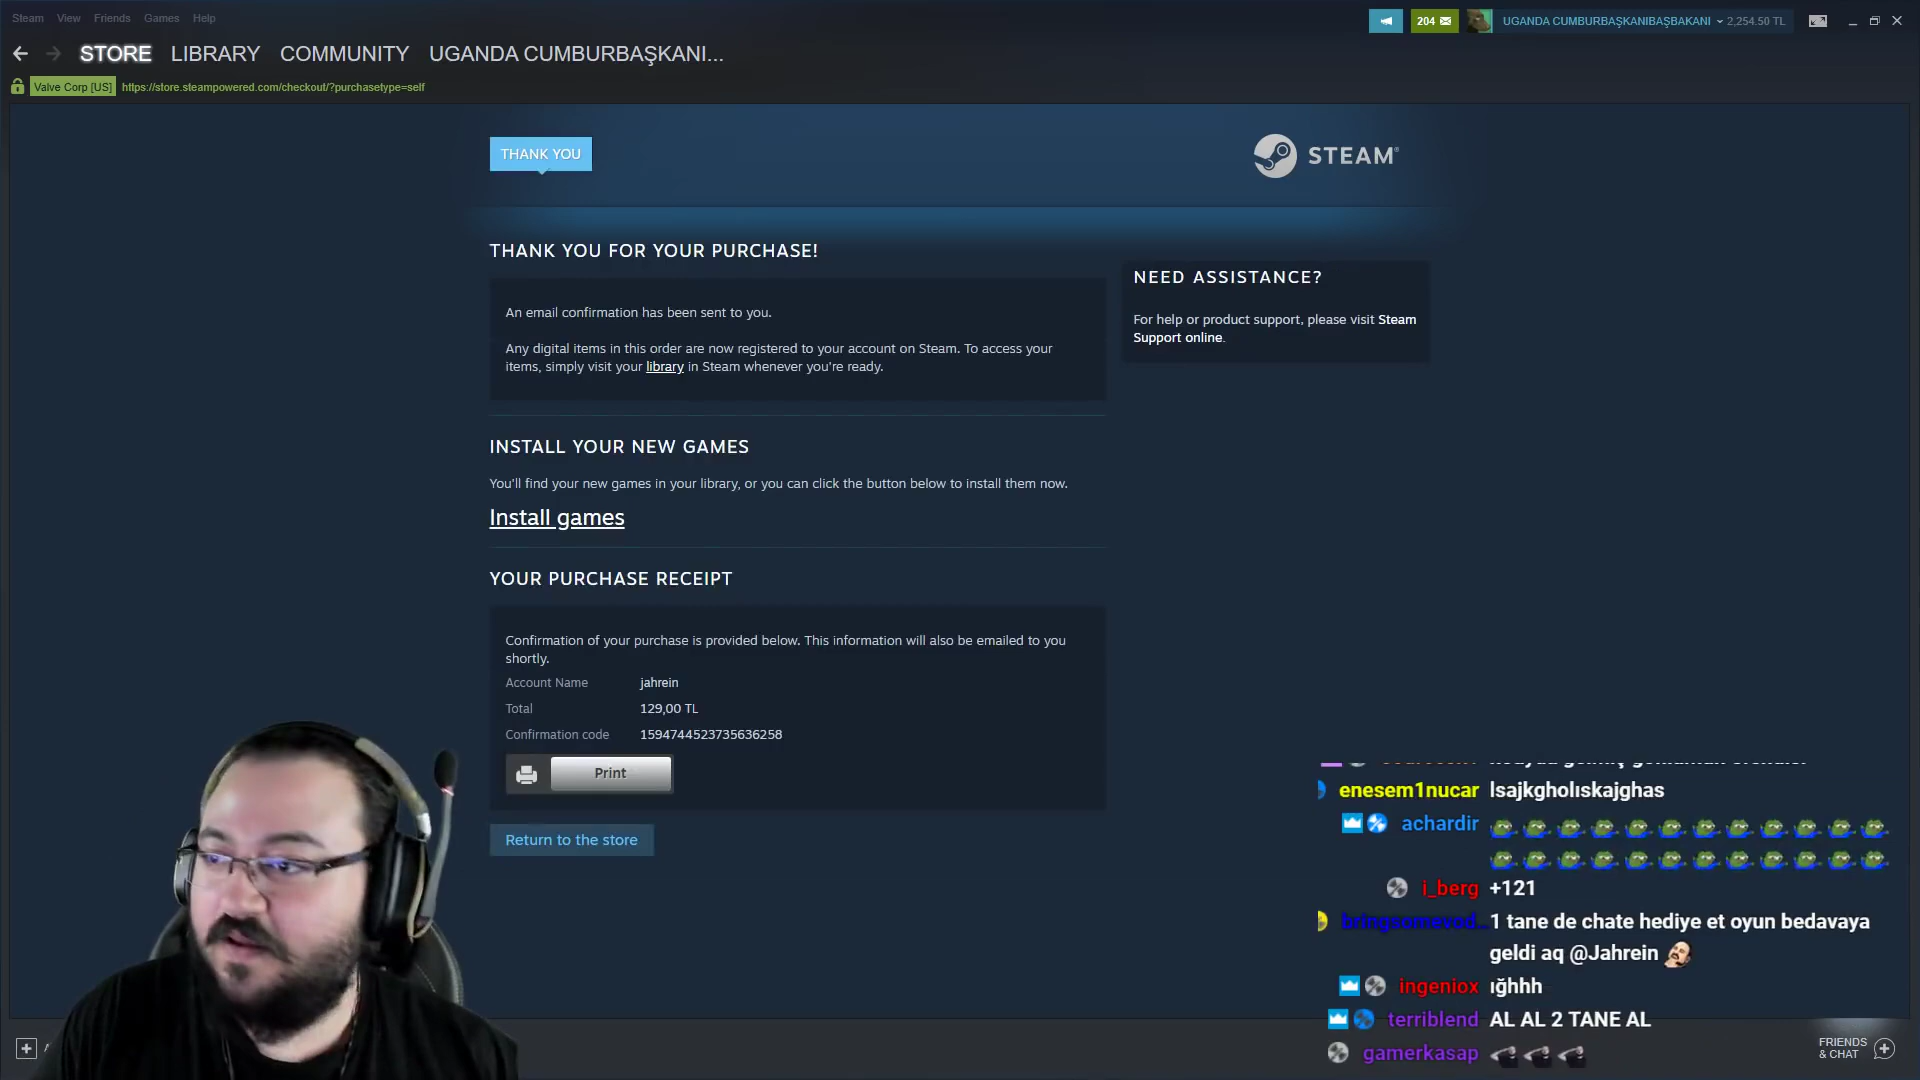 Steam View Friends Games Help
204 UGANDA CUMBURBAŞKANIBAŞBAKANI 2,254.50 TL
STORE LIBRARY COMMUNITY UGANDA CUMBURBAŞKANI...
Valve Corp [US] https://store.steampowered.com/checkout/?purchasetype=self
THANK YOU
STEAM®
THANK YOU FOR YOUR PURCHASE!
An email confirmation has been sent to you.
Any digital items in this order are now registered to your account on Steam. To access your
items, simply visit your library in Steam whenever you're ready.
NEED ASSISTANCE?
For help or product support, please visit Steam
Support online.
INSTALL YOUR NEW GAMES
You'll find your new games in your library, or you can click the button below to install them now.
Install games
YOUR PURCHASE RECEIPT
Confirmation of your purchase is provided below. This information will also be emailed to you
shortly.
Account Name jahrein
Total 129,00 TL
Confirmation code 1594744523735636258
Print
Return to the store
enesem1nucar lsajkgholıskajghas
achardir
i_berg +121
bringsomevod... 1 tane de chate hediye et oyun bedavaya
geldi aq @Jahrein
ingeniox ığhhh
terriblend AL AL 2 TANE AL
gamerkasap
FRIENDS
& CHAT